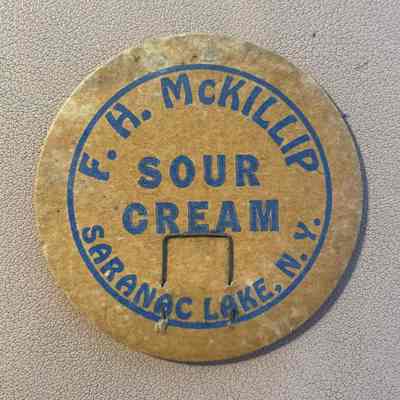 F. H. McKILLIP
SOUR
CREAM
SARANAC LAKE, N. Y.